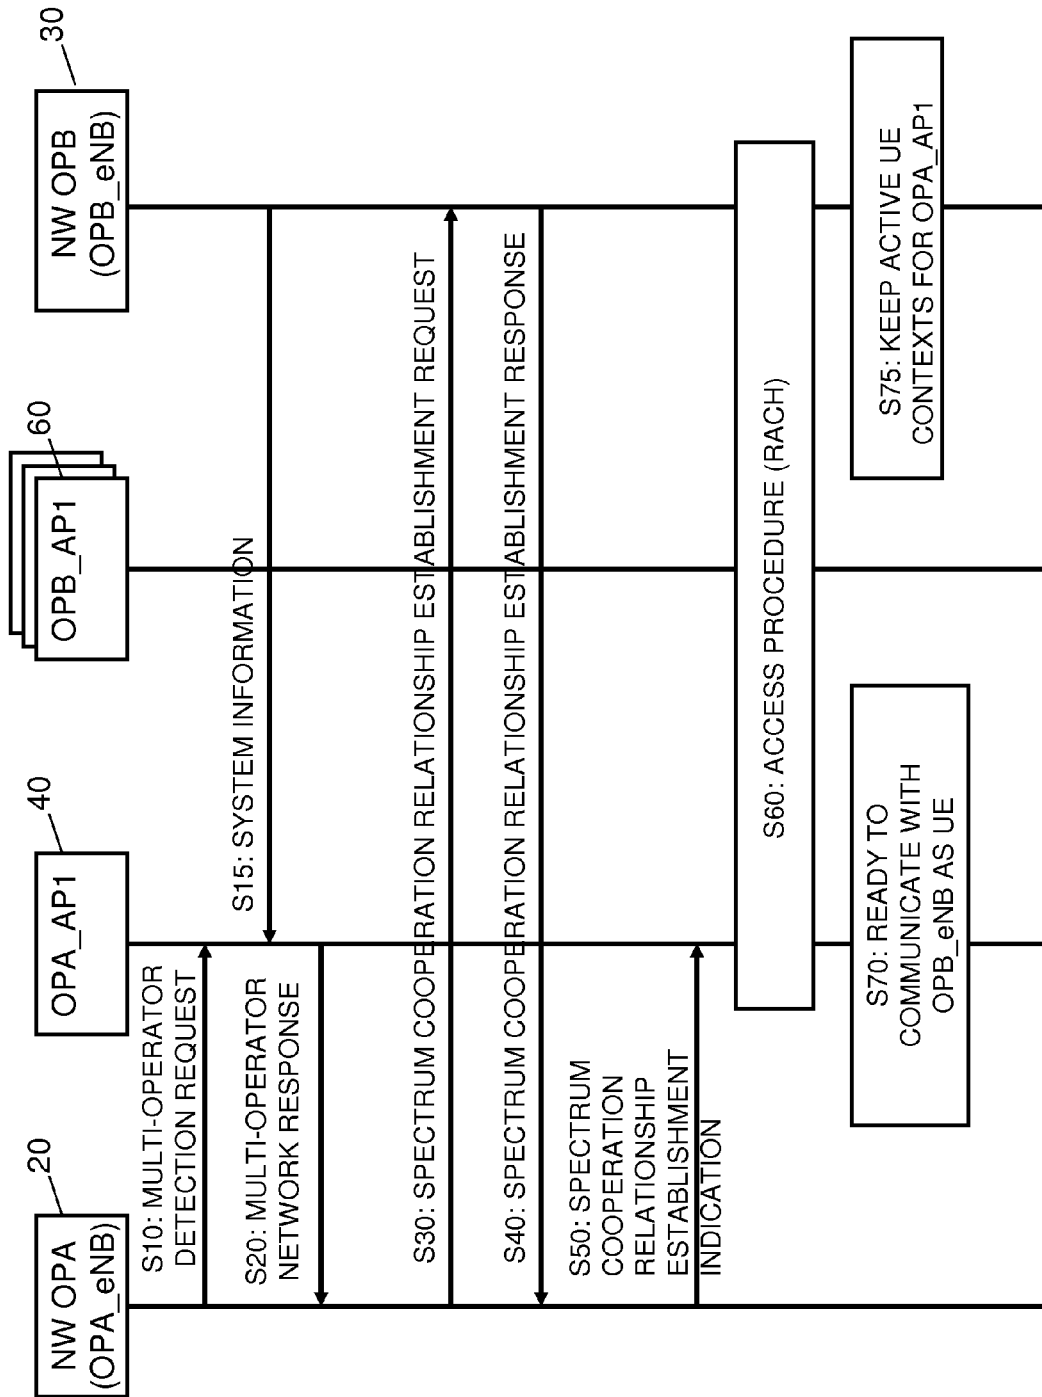 20
NW OPA
(OPA_eNB)
40
OPA_AP1
60
OPB_AP1
30
NW OPB
(OPB_eNB)
S10: MULTI-OPERATOR
DETECTION REQUEST
S15: SYSTEM INFORMATION
S20: MULTI-OPERATOR
NETWORK RESPONSE
S30: SPECTRUM COOPERATION RELATIONSHIP ESTABLISHMENT REQUEST
S40: SPECTRUM COOPERATION RELATIONSHIP ESTABLISHMENT RESPONSE
S50: SPECTRUM
COOPERATION
RELATIONSHIP
ESTABLISHMENT
INDICATION
S60: ACCESS PROCEDURE (RACH)
S70: READY TO
COMMUNICATE WITH
OPB_eNB AS UE
S75: KEEP ACTIVE UE
CONTEXTS FOR OPA_AP1